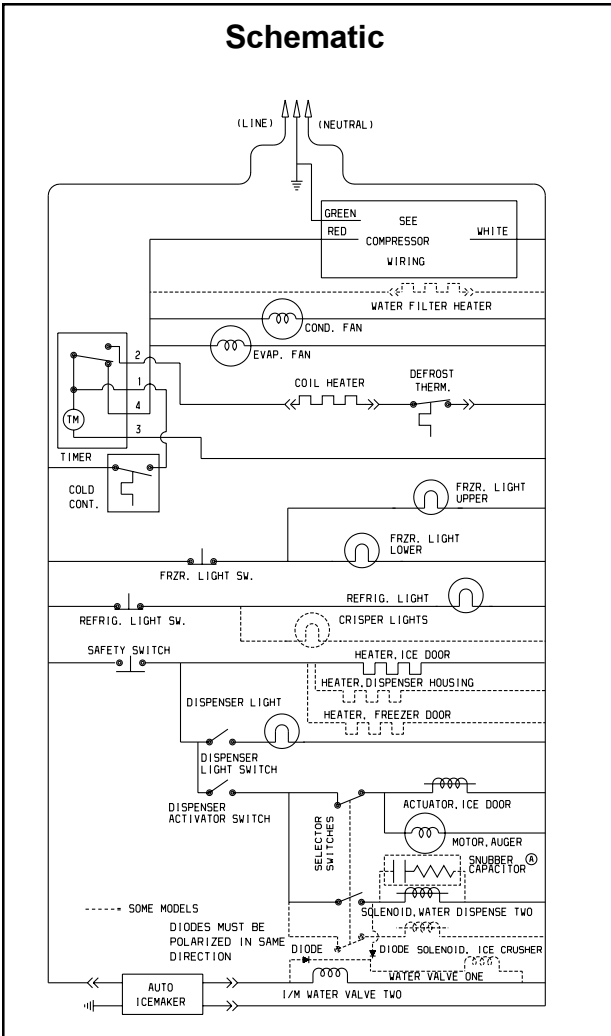 Schematic
(LINE)
(NEUTRAL)
GREEN
RED
SEE
COMPRESSOR
WIRING
WHITE
WATER FILTER HEATER
COND. FAN
EVAP. FAN
2
1
4
3
TM
TIMER
COIL HEATER
DEFROST
THERM.
COLD
CONT.
FRZR. LIGHT
UPPER
FRZR. LIGHT
LOWER
FRZR. LIGHT SW.
REFRIG. LIGHT
REFRIG. LIGHT SW.
CRISPER LIGHTS
SAFETY SWITCH
HEATER, ICE DOOR
HEATER, DISPENSER HOUSING
HEATER, FREEZER DOOR
DISPENSER LIGHT
DISPENSER
LIGHT SWITCH
DISPENSER
ACTIVATOR SWITCH
SELECTOR
SWITCHES
ACTUATOR, ICE DOOR
MOTOR, AUGER
SNUBBER A
CAPACITOR
SOLENOID, WATER DISPENSE TWO
---- SOME MODELS
DIODES MUST BE
POLARIZED IN SAME
DIRECTION
DIODE
DIODE
SOLENOID, ICE CRUSHER
WATER VALVE ONE
AUTO
ICEMAKER
I/M WATER VALVE TWO